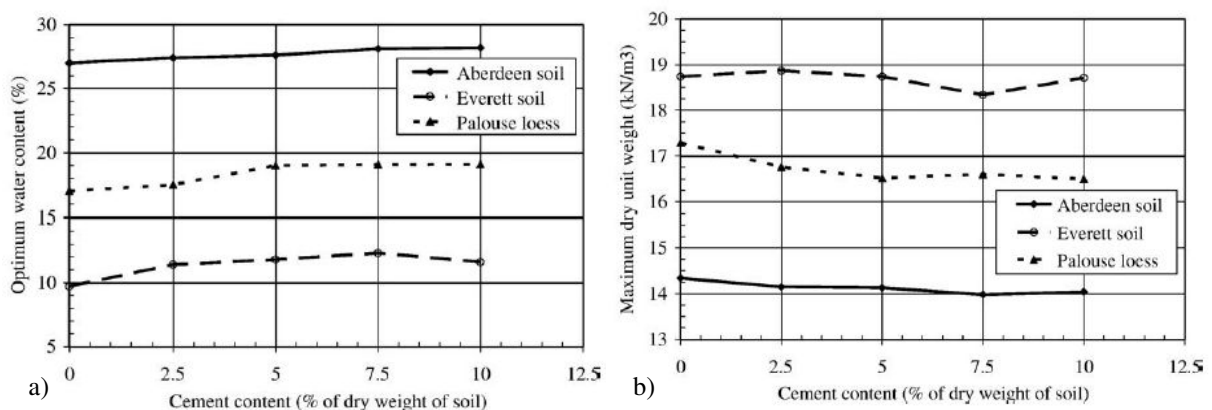 30
25
20
15
10
5
Optimum water content (%)
Aberdeen soil
Everett soil
Palouse loess
0 2.5 5 7.5 10 12.5
a)
Cement content (% of dry weight of soil)
20
19
18
17
16
15
14
13
Maximum dry unit weight (kN/m3)
Aberdeen soil
Everett soil
Palouse loess
0 2.5 5 7.5 10 12.5
b)
Cement content (% of dry weight of soil)